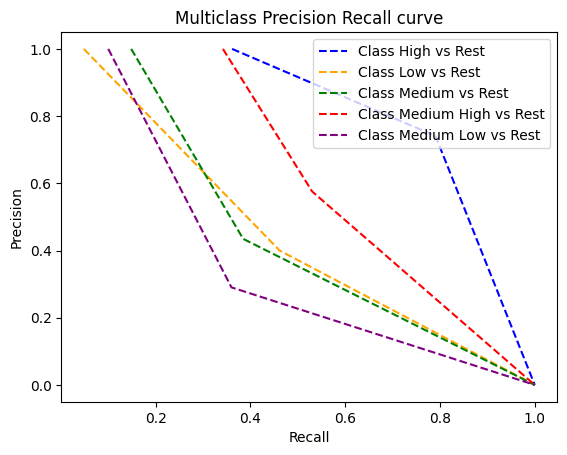 Multiclass Precision Recall curve
1.0
0.8
0.6
0.4
0.2
0.0
Precision
Class High vs Rest
Class Low vs Rest
Class Medium vs Rest
Class Medium High vs Rest
Class Medium Low vs Rest
0.2
0.4
0.6
0.8
1.0
Recall